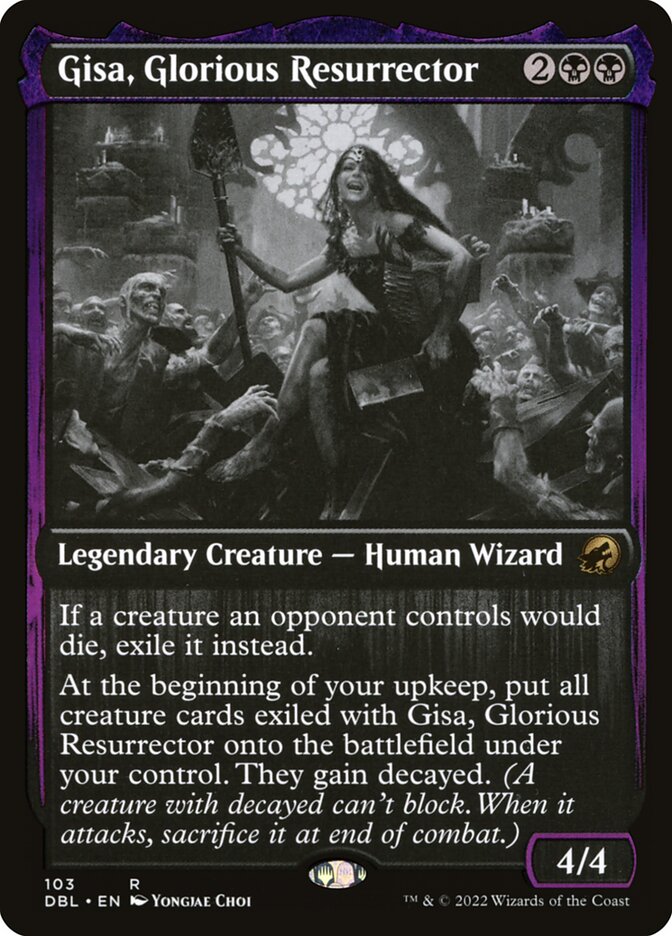 Gisa, Glorious Resurrector 2
Legendary Creature — Human Wizard
If a creature an opponent controls would
die, exile it instead.
At the beginning of your upkeep, put all
creature cards exiled with Gisa, Glorious
Resurrector onto the battlefield under
your control. They gain decayed. (A
creature with decayed can't block. When it
attacks, sacrifice it at end of combat.)
4/4
103 R
DBL • EN Yongjae Choi ™ & © 2022 Wizards of the Coast